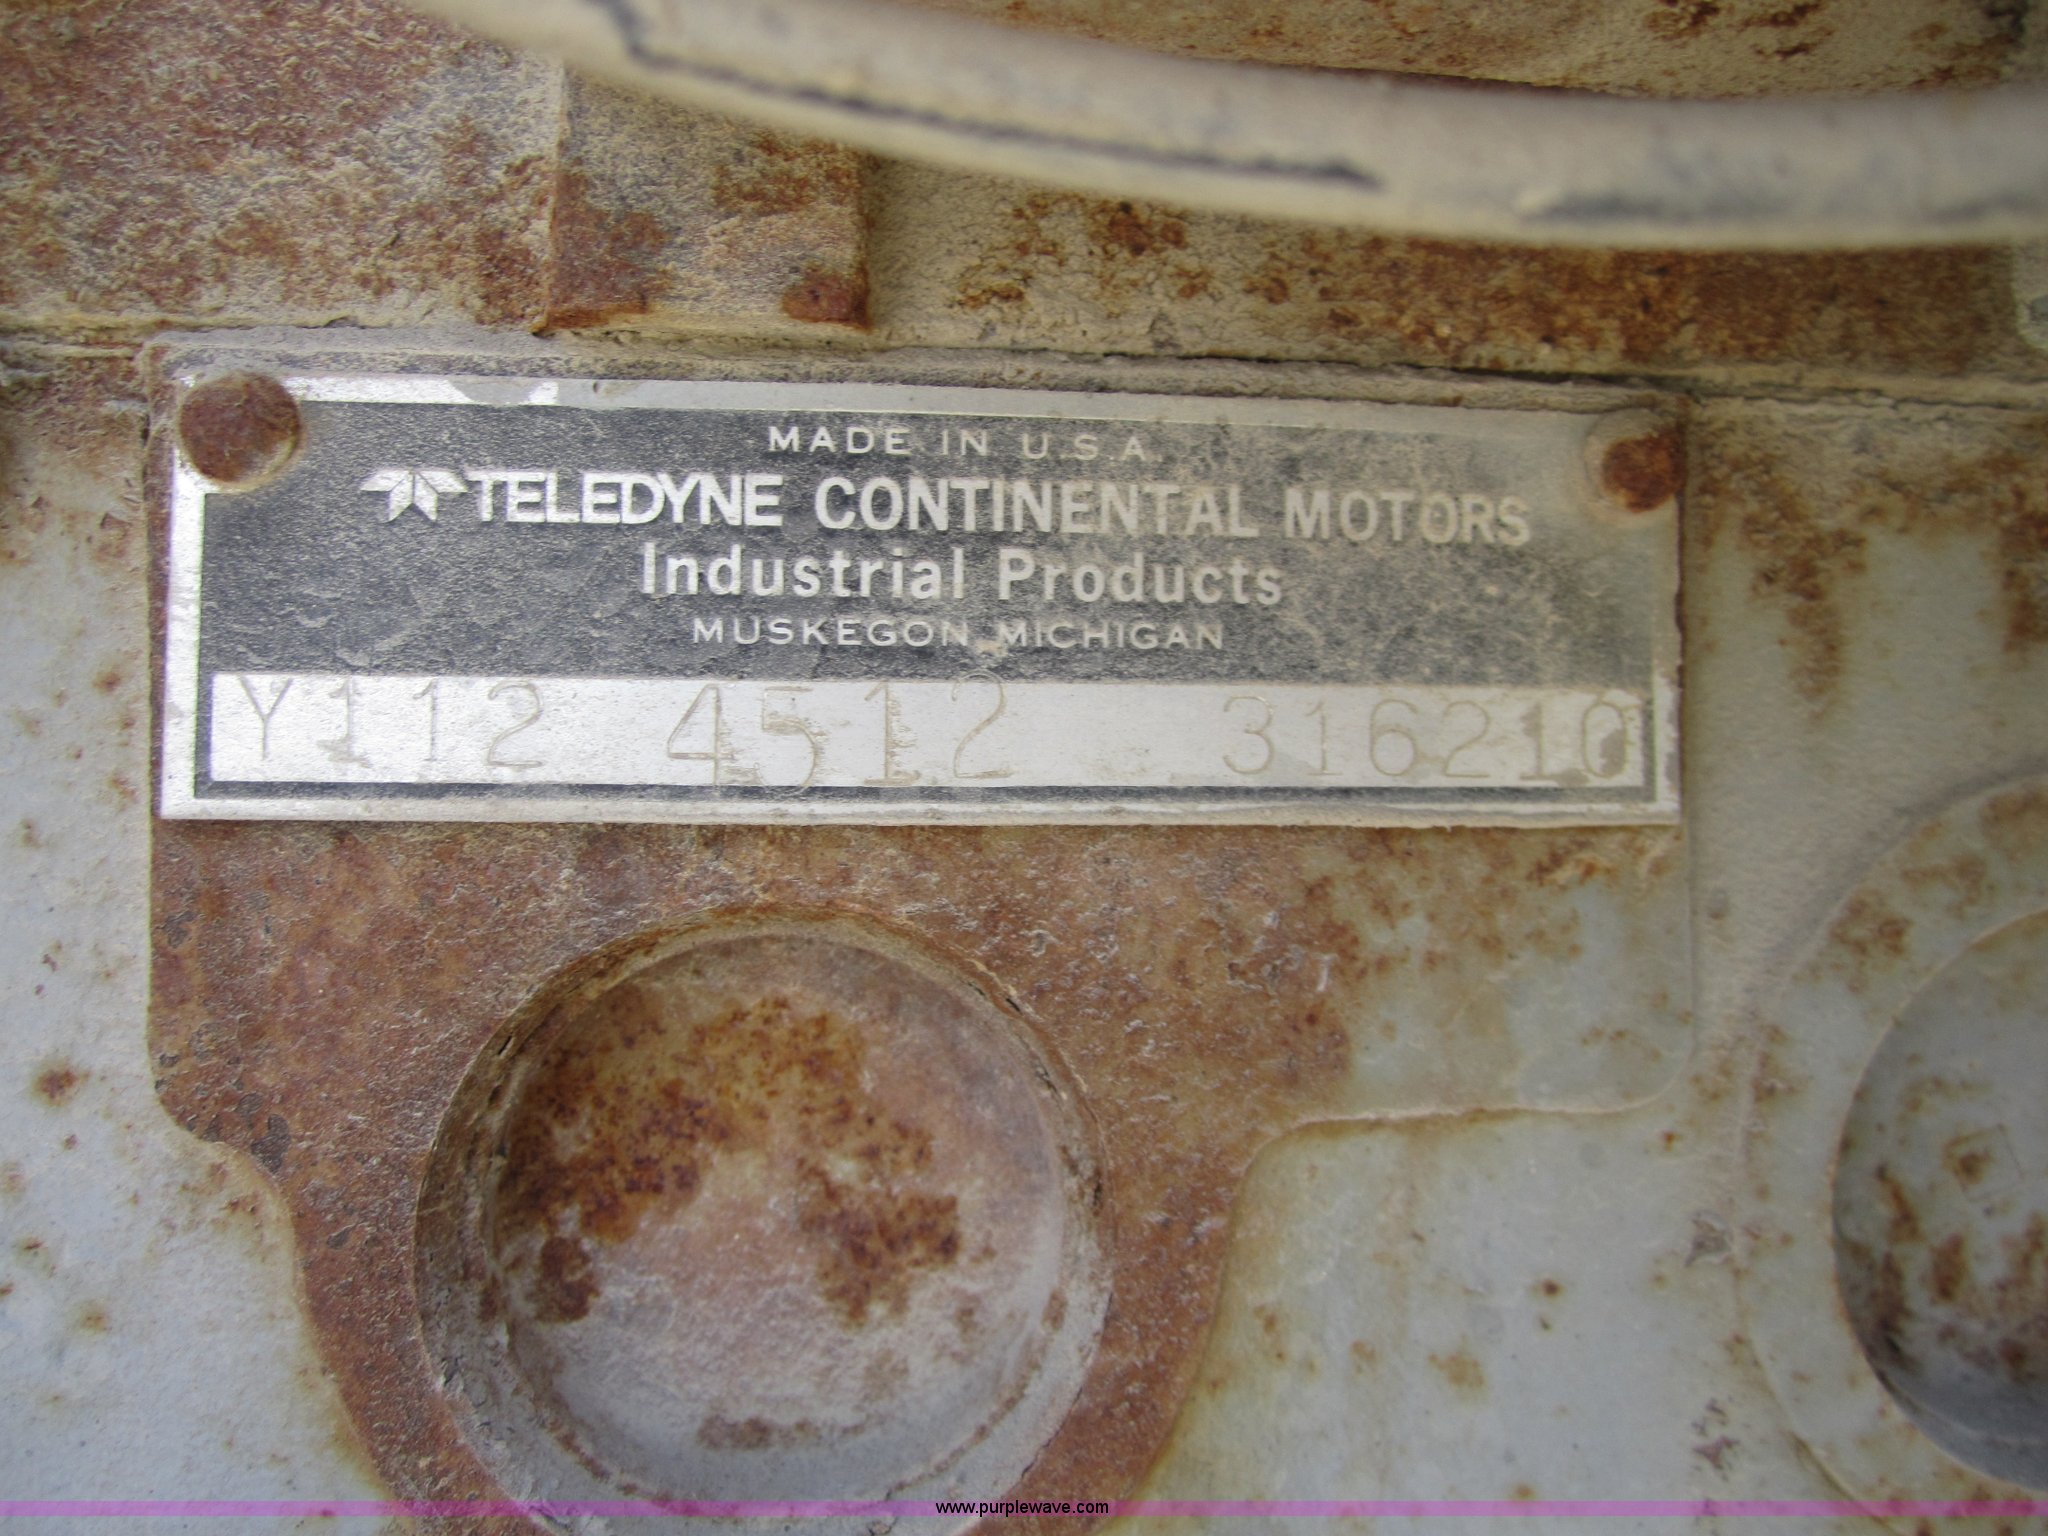 MADE IN U.S.A.
TELEDYNE CONTINENTAL MOTORS
Industrial Products
MUSKEGON, MICHIGAN
Y112 4512 316210
www.purplewave.com